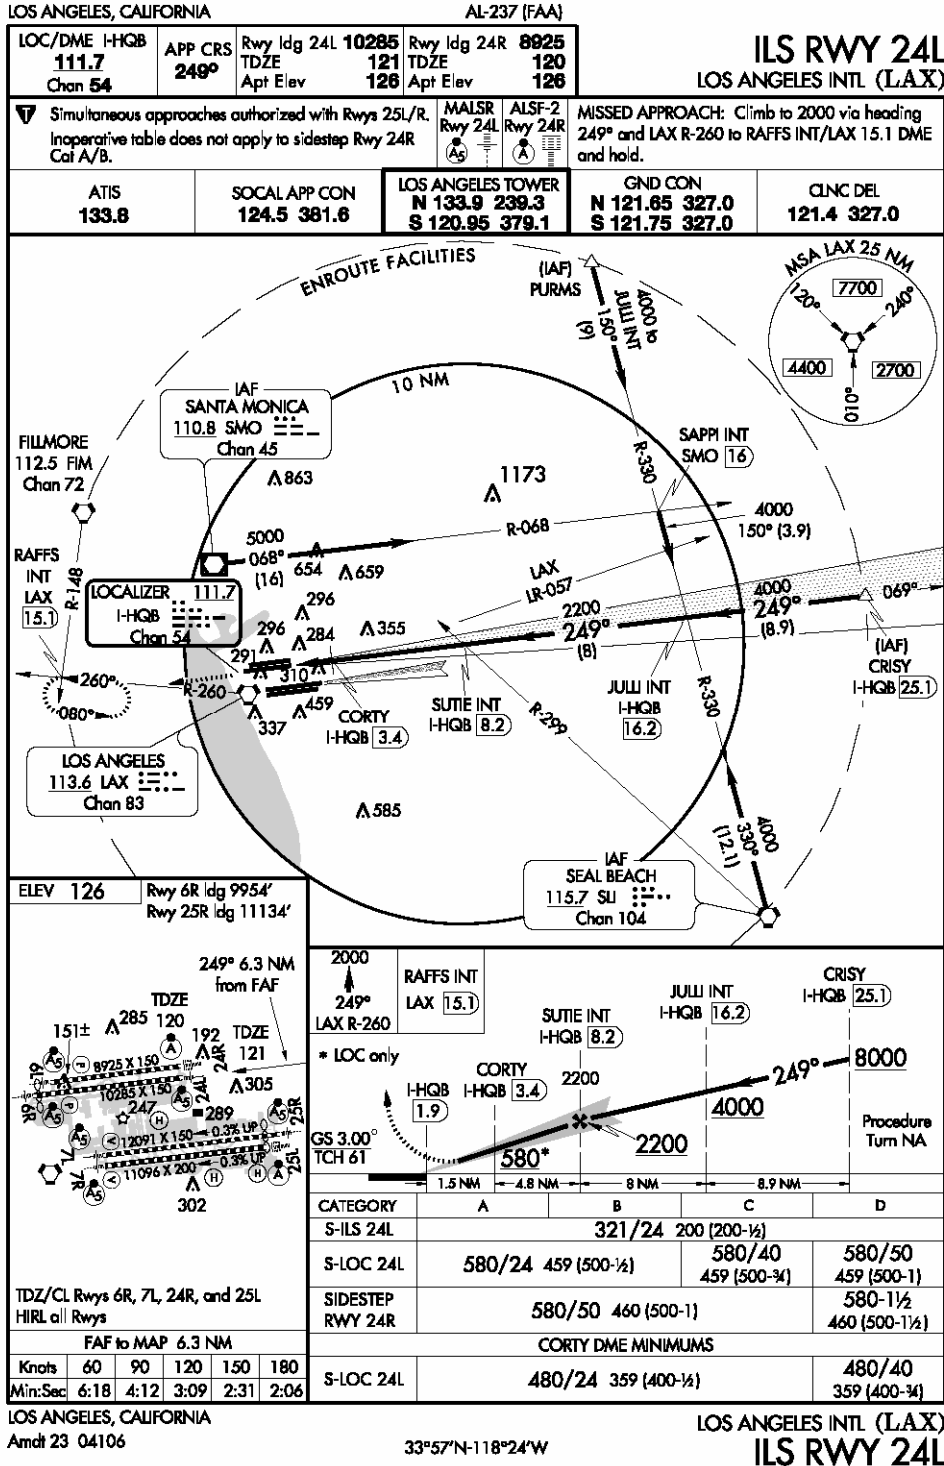 LOS ANGELES, CALIFORNIA
AL-237 (FAA)
LOC/DME I-HQB
111.7
Chan 54
APP CRS
249°
Rwy ldg 24L 10285
TDZE 121
Apt Elev 126
Rwy ldg 24R 8925
TDZE 120
Apt Elev 126
ILS RWY 24L
LOS ANGELES INTL (LAX)
T
Simultaneous approaches authorized with Rwys 25L/R.
Inoperative table does not apply to sidestep Rwy 24R
Cat A/B.
MALSR
Rwy 24L
A5
ALSF-2
Rwy 24R
A
MISSED APPROACH: Climb to 2000 via heading
249° and LAX R-260 to RAFFS INT/LAX 15.1 DME
and hold.
ATIS
133.8
SOCAL APP CON
124.5 381.6
LOS ANGELES TOWER
N 133.9 239.3
S 120.95 379.1
GND CON
N 121.65 327.0
S 121.75 327.0
CLNC DEL
121.4 327.0
ENROUTE FACILITIES
(IAF)
PURMS
4000 to
JULLI INT
150°
(9)
MSA LAX 25 NM
120°
7700
240°
4400
2700
010°
10 NM
IAF
SANTA MONICA
110.8 SMO
Chan 45
FILLMORE
112.5 FIM
Chan 72
863
1173
R-330
SAPPI INT
SMO 16
R-068
4000
150° (3.9)
5000
068°
(16)
654
659
RAFFS
INT
LAX
15.1
R-148
LOCALIZER 111.7
I-HQB
Chan 54
LAX
LR-057
296
2200
249°
(8)
4000
249°
(8.9)
069°
296
284
355
291
310
(IAF)
CRISY
I-HQB 25.1
260°
R-260
080°
JULLI INT
I-HQB
16.2
SUTIE INT
I-HQB 8.2
R-299
R-330
459
337
CORTY
I-HQB 3.4
LOS ANGELES
113.6 LAX
Chan 83
585
4000
330°
(12.1)
IAF
SEAL BEACH
115.7 SLI
Chan 104
ELEV 126
Rwy 6R ldg 9954'
Rwy 25R ldg 11134'
249° 6.3 NM
from FAF
TDZE
120
285
151±
192
TDZE
121
A5
P
A
24R
6L
8925 X 150
305
10285 X 150
24L
6R
A5
P
247
H
A5
289
25R
A5
A5
V
12091 X 150
0.3% UP
7L
11096 X 200
0.3% UP
25L
7R
A5
V
H
H
A
302
TDZ/CL Rwys 6R, 7L, 24R, and 25L
HIRL all Rwys
FAF to MAP 6.3 NM
Knots 60 90 120 150 180
Min:Sec 6:18 4:12 3:09 2:31 2:06
2000
249°
LAX R-260
RAFFS INT
LAX 15.1
CRISY
I-HQB 25.1
JULLI INT
I-HQB 16.2
SUTIE INT
I-HQB 8.2
* LOC only
CORTY
I-HQB 3.4
I-HQB
1.9
2200
249°
8000
4000
2200
Procedure
Turn NA
GS 3.00°
TCH 61
580*
1.5 NM 4.8 NM 8 NM 8.9 NM
CATEGORY A B C D
S-ILS 24L 321/24 200 (200-½)
S-LOC 24L 580/24 459 (500-½) 580/40 459 (500-¾) 580/50 459 (500-1)
SIDESTEP RWY 24R 580/50 460 (500-1) 580-1½ 460 (500-1½)
CORTY DME MINIMUMS
S-LOC 24L 480/24 359 (400-½) 480/40 359 (400-¾)
LOS ANGELES, CALIFORNIA
Amdt 23 04106
33°57'N-118°24'W
LOS ANGELES INTL (LAX)
ILS RWY 24L